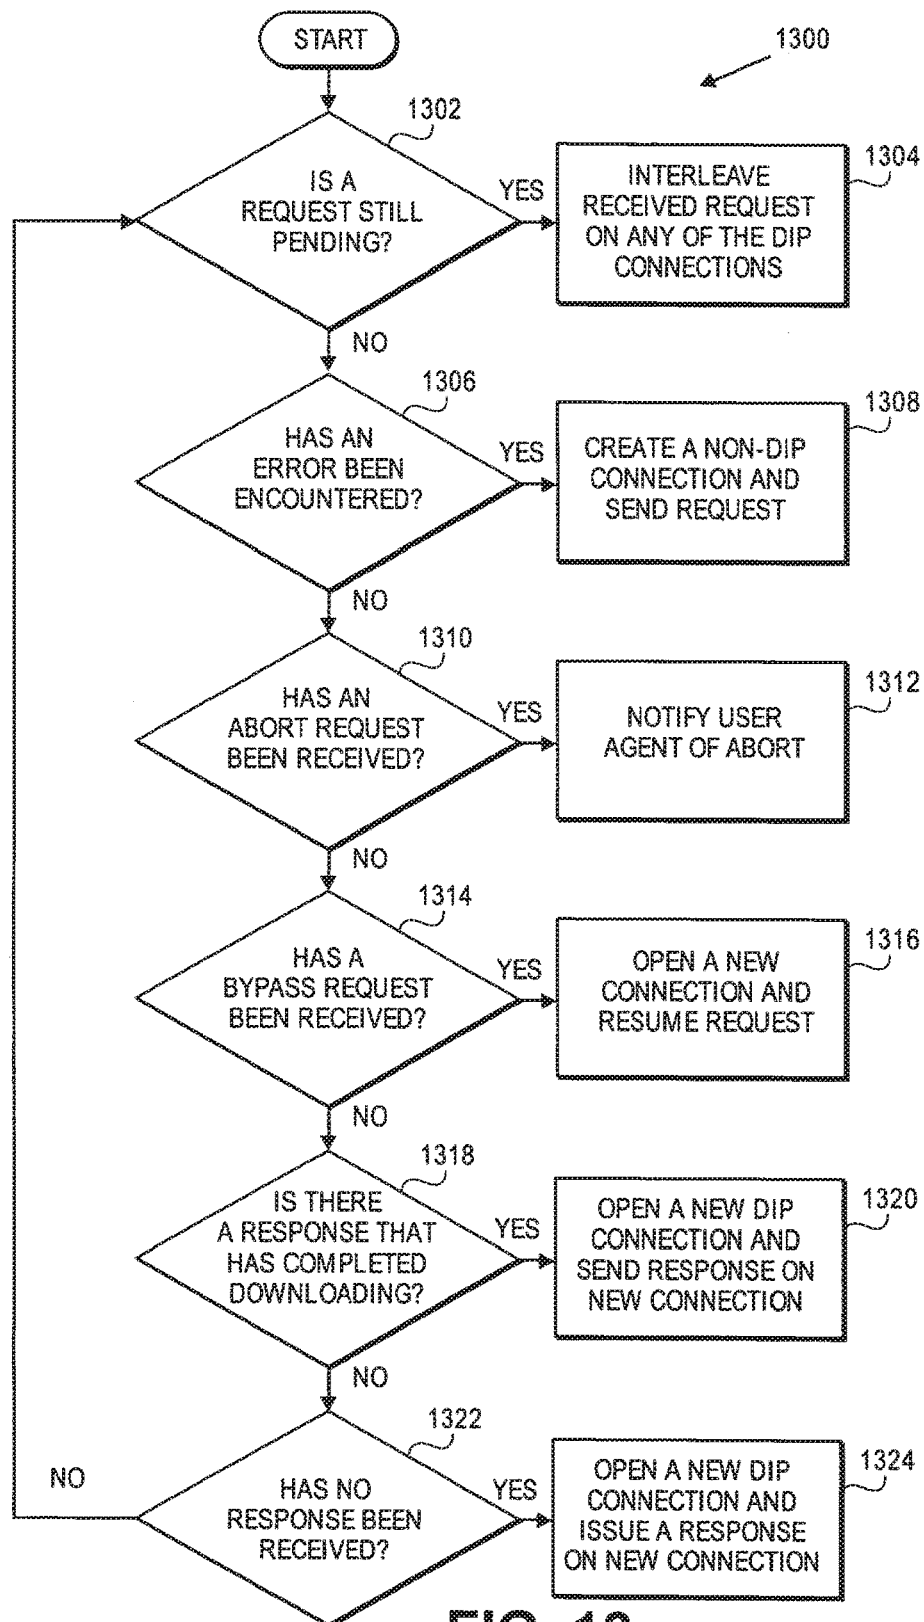 START
1300
1302
IS A
REQUEST STILL
PENDING?
YES
1304
INTERLEAVE
RECEIVED REQUEST
ON ANY OF THE DIP
CONNECTIONS
NO
1306
HAS AN
ERROR BEEN
ENCOUNTERED?
YES
1308
CREATE A NON-DIP
CONNECTION AND
SEND REQUEST
NO
1310
HAS AN
ABORT REQUEST
BEEN RECEIVED?
YES
1312
NOTIFY USER
AGENT OF ABORT
NO
1314
HAS A
BYPASS REQUEST
BEEN RECEIVED?
YES
1316
OPEN A NEW
CONNECTION AND
RESUME REQUEST
NO
1318
IS THERE
A RESPONSE THAT
HAS COMPLETED
DOWNLOADING?
YES
1320
OPEN A NEW DIP
CONNECTION AND
SEND RESPONSE ON
NEW CONNECTION
NO
1322
HAS NO
RESPONSE BEEN
RECEIVED?
NO
YES
1324
OPEN A NEW DIP
CONNECTION AND
ISSUE A RESPONSE
ON NEW CONNECTION
FIG.